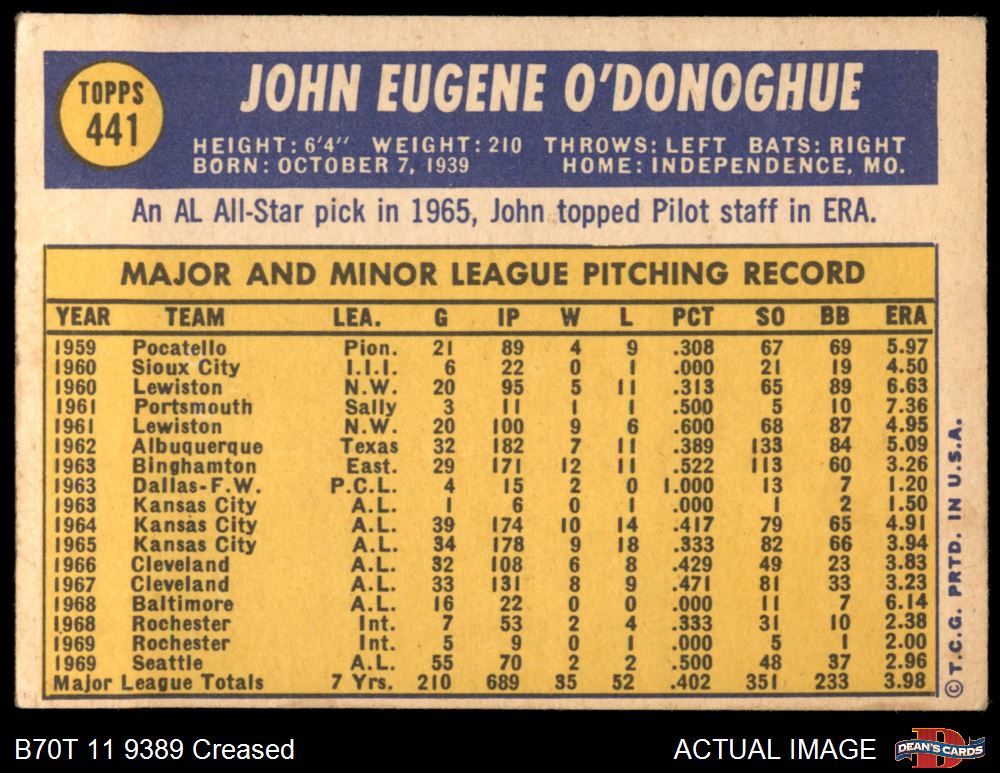 TOPPS
441
JOHN EUGENE O'DONOGHUE
HEIGHT: 6'4" WEIGHT: 210 THROWS: LEFT BATS: RIGHT
BORN: OCTOBER 7, 1939 HOME: INDEPENDENCE, MO.
An AL All-Star pick in 1965, John topped Pilot staff in ERA.
MAJOR AND MINOR LEAGUE PITCHING RECORD
YEAR TEAM LEA. G IP W L PCT SO BB ERA
1959 Pocatello Pion. 21 89 4 9 .308 67 69 5.97
1960 Sioux City I.I.I. 6 22 0 1 .000 21 19 4.50
1960 Lewiston N.W. 20 95 5 11 .313 65 89 6.63
1961 Portsmouth Sally 3 11 1 1 .500 5 10 7.36
1961 Lewiston N.W. 20 100 9 6 .600 68 87 4.95
1962 Albuquerque Texas 32 182 7 11 .389 133 84 5.09
1963 Binghamton East. 29 171 12 11 .522 113 60 3.26
1963 Dallas-F.W. P.C.L. 4 15 2 0 1.000 13 7 1.20
1963 Kansas City A.L. 1 6 0 1 .000 1 2 1.50
1964 Kansas City A.L. 39 174 10 14 .417 79 65 4.91
1965 Kansas City A.L. 34 178 9 18 .333 82 66 3.94
1966 Cleveland A.L. 32 108 6 8 .429 49 23 3.83
1967 Cleveland A.L. 33 131 8 9 .471 81 33 3.23
1968 Baltimore A.L. 16 22 0 0 .000 11 7 6.14
1968 Rochester Int. 7 53 2 4 .333 31 10 2.38
1969 Rochester Int. 5 9 0 1 .000 5 1 2.00
1969 Seattle A.L. 55 70 2 2 .500 48 37 2.96
Major League Totals 7 Yrs. 210 689 35 52 .402 351 233 3.98
© T.C.G. PRTD. IN U.S.A.
B70T 11 9389 Creased
ACTUAL IMAGE
D
DEAN'S CARDS